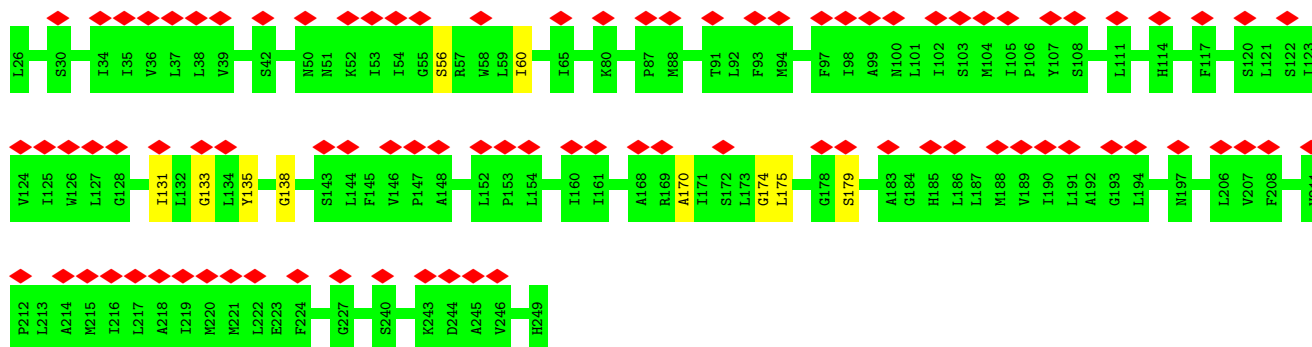 L26 S30 I34 I35 V36 L37 L38 V39 S42 N50 N51 K52 I53 I54 G55 S56 R57 W58 L59 I60 I65 K80 P87 M88 T91 L92 F93 M94 F97 I98 A99 N100 L101 I102 S103 M104 I105 P106 Y107 S108 L111 H114 F117 S120 L121 S122 I123
V124 I125 W126 L127 G128 I131 L132 G133 L134 Y135 G138 S143 L144 F145 V146 P147 A148 L152 P153 L154 I160 I161 A168 R169 A170 I171 S172 L173 G174 L175 G178 S179 A183 G184 H185 L186 L187 M188 V189 I190 L191 A192 G193 L194 N197 L206 V207 F208
P212 L213 A214 M215 I216 L217 A218 I219 M220 M221 L222 E223 F224 G227 S240 K243 D244 A245 V246 H249